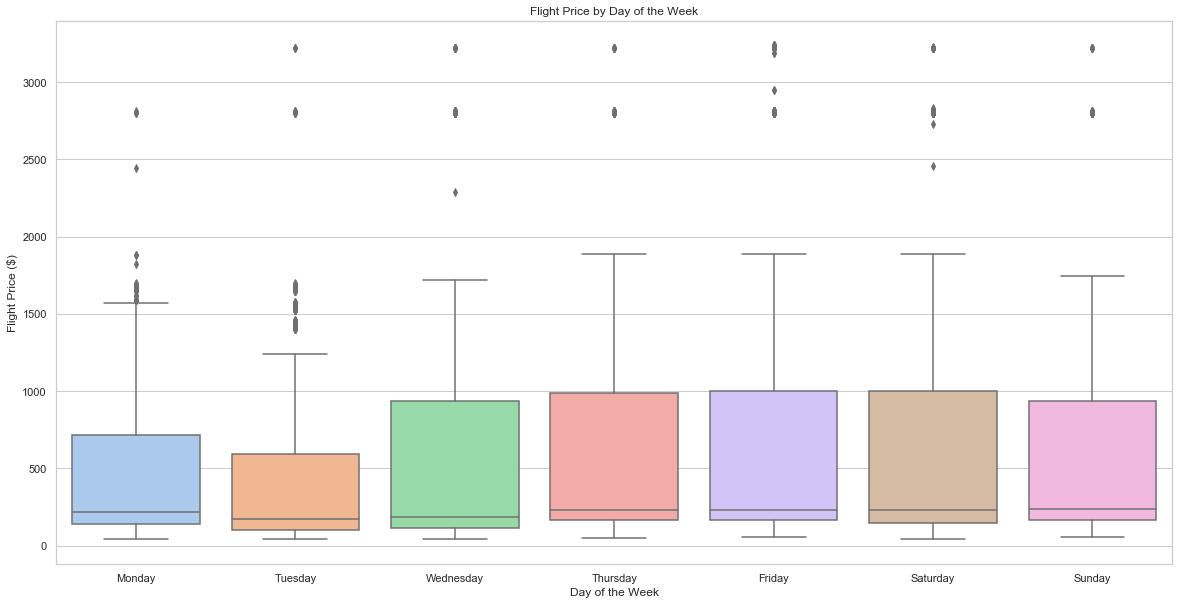 Flight Price by Day of the Week
Flight Price ($)
3000
2500
2000
1500
1000
500
0
Monday Tuesday Wednesday Thursday Friday Saturday Sunday
Day of the Week